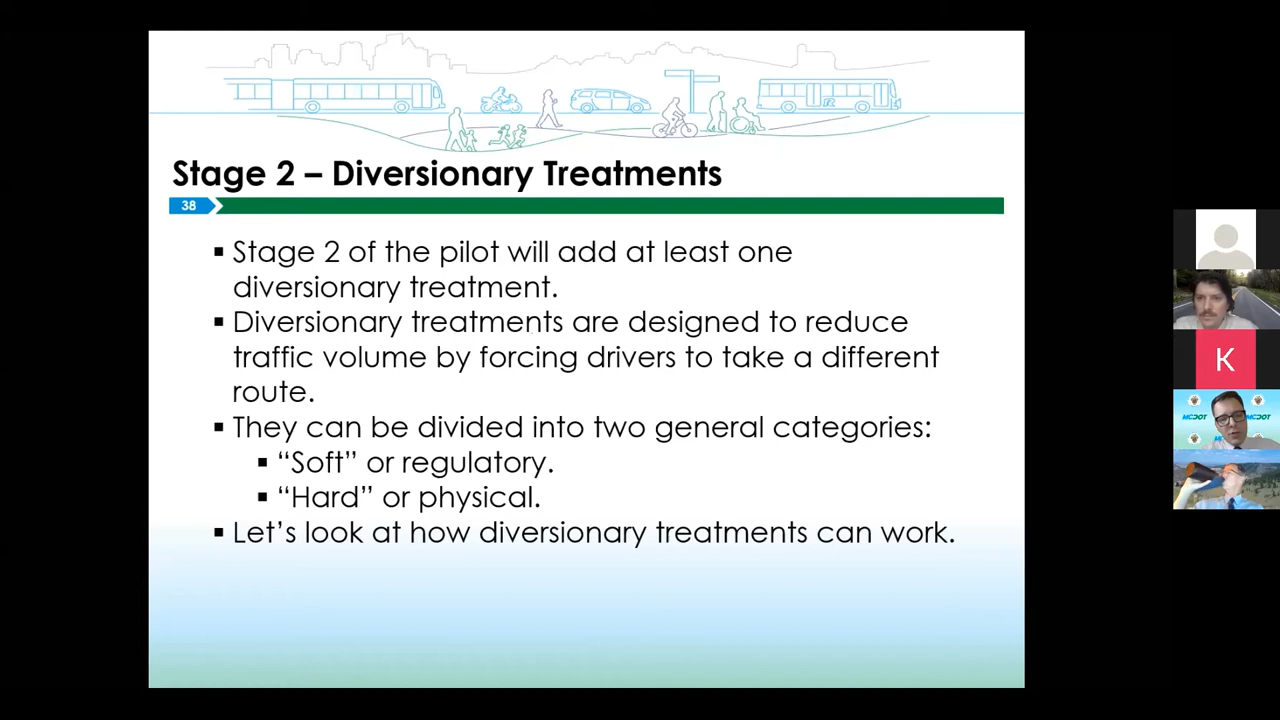 Stage 2 – Diversionary Treatments
38
▪ Stage 2 of the pilot will add at least one
diversionary treatment.
▪ Diversionary treatments are designed to reduce
traffic volume by forcing drivers to take a different
route.
▪ They can be divided into two general categories:
▪ “Soft” or regulatory.
▪ “Hard” or physical.
▪ Let’s look at how diversionary treatments can work.
K
MCDOT
MCDOT